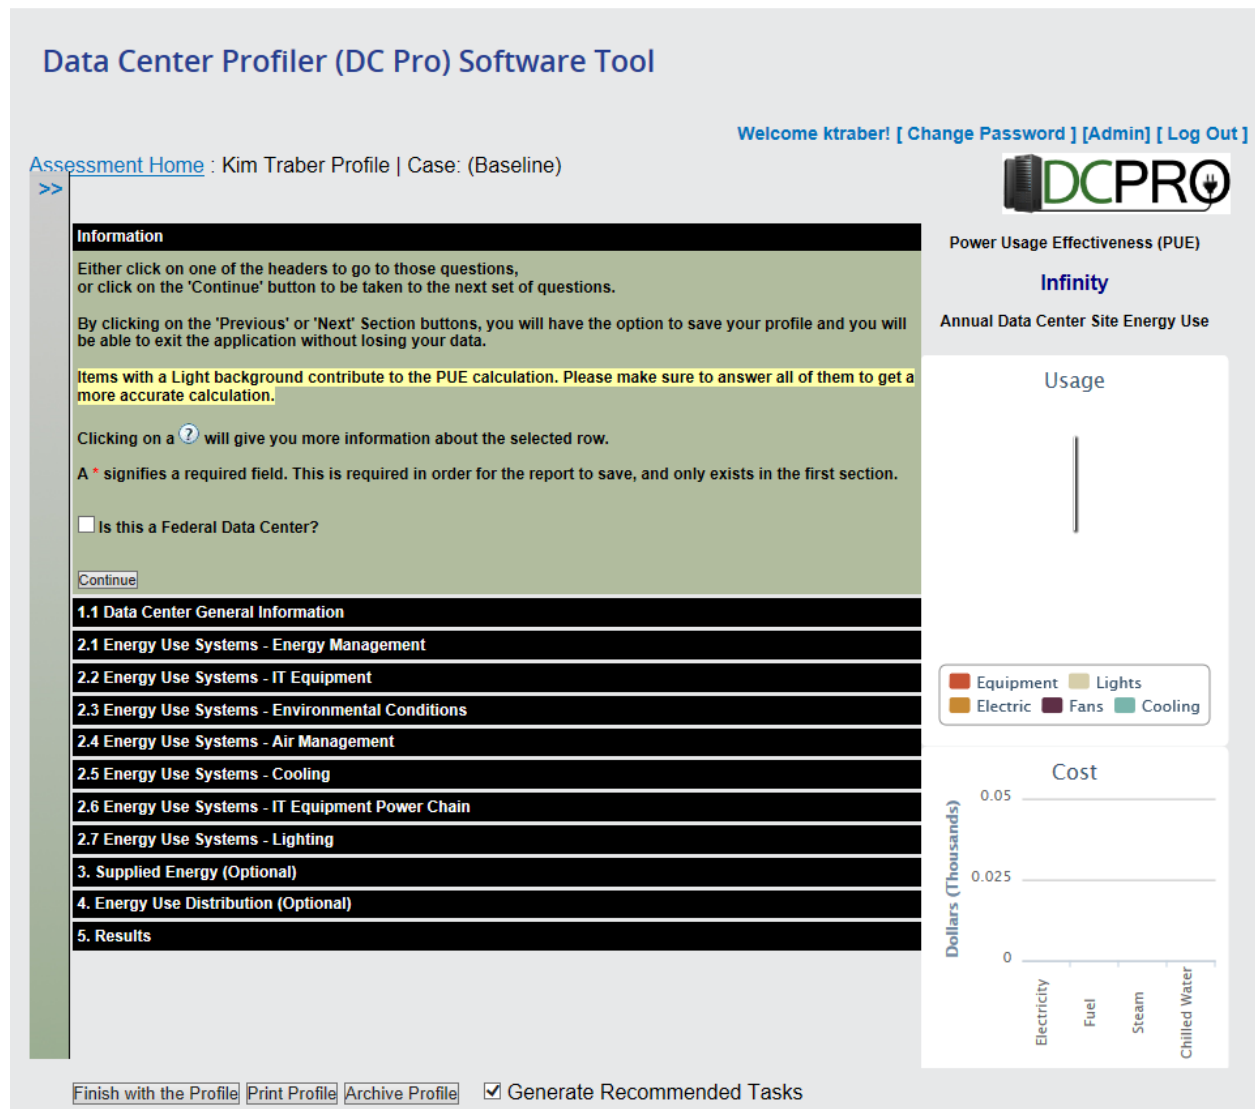 Data Center Profiler (DC Pro) Software Tool
Welcome ktraber! [ Change Password ] [Admin] [ Log Out ]
Assessment Home : Kim Traber Profile | Case: (Baseline)
>>
DCPRO
Information
Either click on one of the headers to go to those questions,
or click on the 'Continue' button to be taken to the next set of questions.
By clicking on the 'Previous' or 'Next' Section buttons, you will have the option to save your profile and you will
be able to exit the application without losing your data.
Items with a Light background contribute to the PUE calculation. Please make sure to answer all of them to get a
more accurate calculation.
Clicking on a ? will give you more information about the selected row.
A * signifies a required field. This is required in order for the report to save, and only exists in the first section.
Is this a Federal Data Center?
Continue
1.1 Data Center General Information
2.1 Energy Use Systems - Energy Management
2.2 Energy Use Systems - IT Equipment
2.3 Energy Use Systems - Environmental Conditions
2.4 Energy Use Systems - Air Management
2.5 Energy Use Systems - Cooling
2.6 Energy Use Systems - IT Equipment Power Chain
2.7 Energy Use Systems - Lighting
3. Supplied Energy (Optional)
4. Energy Use Distribution (Optional)
5. Results
Power Usage Effectiveness (PUE)
Infinity
Annual Data Center Site Energy Use
Usage
Equipment Lights
Electric Fans Cooling
Cost
Dollars (Thousands)
0.05
0.025
0
Electricity
Fuel
Steam
Chilled Water
Finish with the Profile Print Profile Archive Profile Generate Recommended Tasks